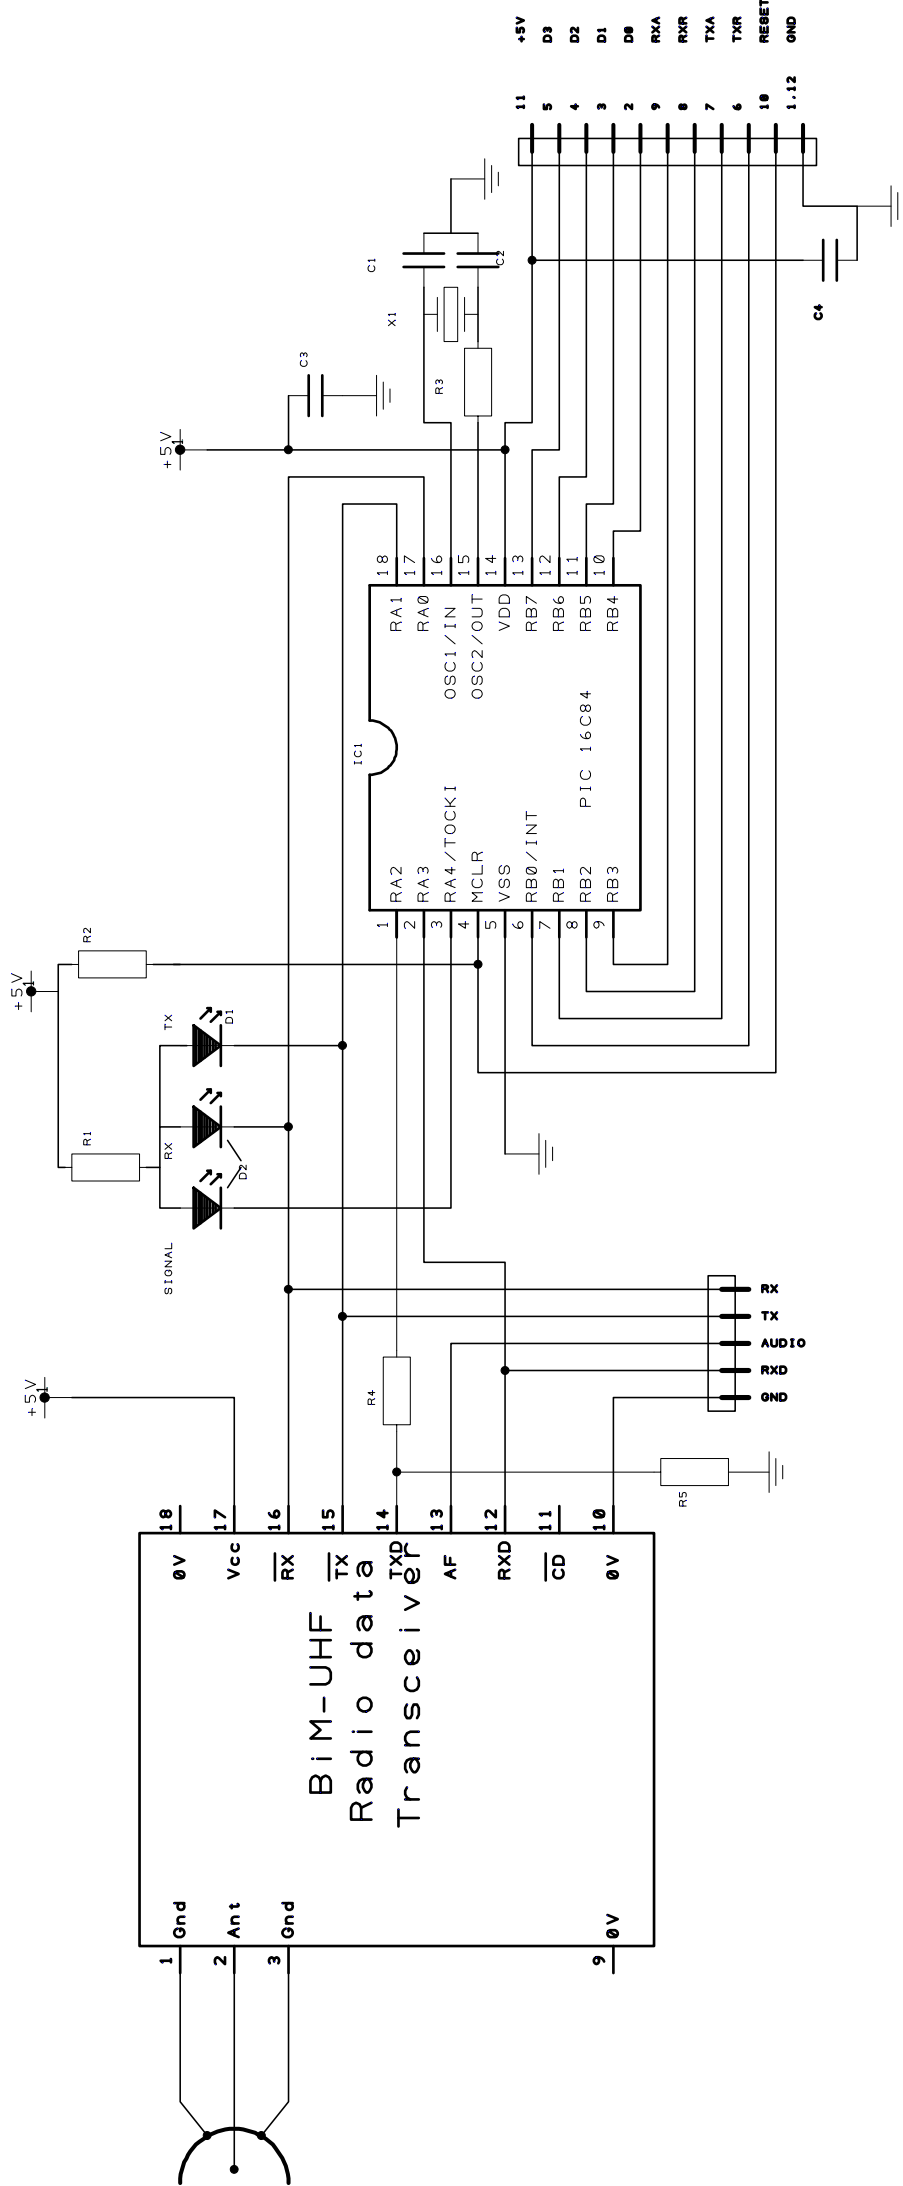 +5V
D3
D2
D1
D0
RXA
RXR
TXA
TXR
RESET
GND
11
5
4
3
2
9
8
7
6
10
1,12
C1
C2
X1
R3
C3
C4
+5V
1
18
17
16
15
14
13
12
11
10
RA1
RA0
OSC1/IN
OSC2/OUT
VDD
RB7
RB6
RB5
RB4
IC1
PIC 16C84
RA2
RA3
RA4/TOCKI
MCLR
VSS
RB0/INT
RB1
RB2
RB3
1
2
3
4
5
6
7
8
9
R2
+5V
1
R1
TX
D1
RX
D2
SIGNAL
+5V
1
R4
R5
RX
TX
AUDIO
RXD
GND
18
17
16
15
14
13
12
11
10
0V
Vcc
RX
TX
TXD
AF
RXD
CD
0V
BiM-UHF
Radio data
Transceiver
Gnd
Ant
Gnd
0V
1
2
3
9